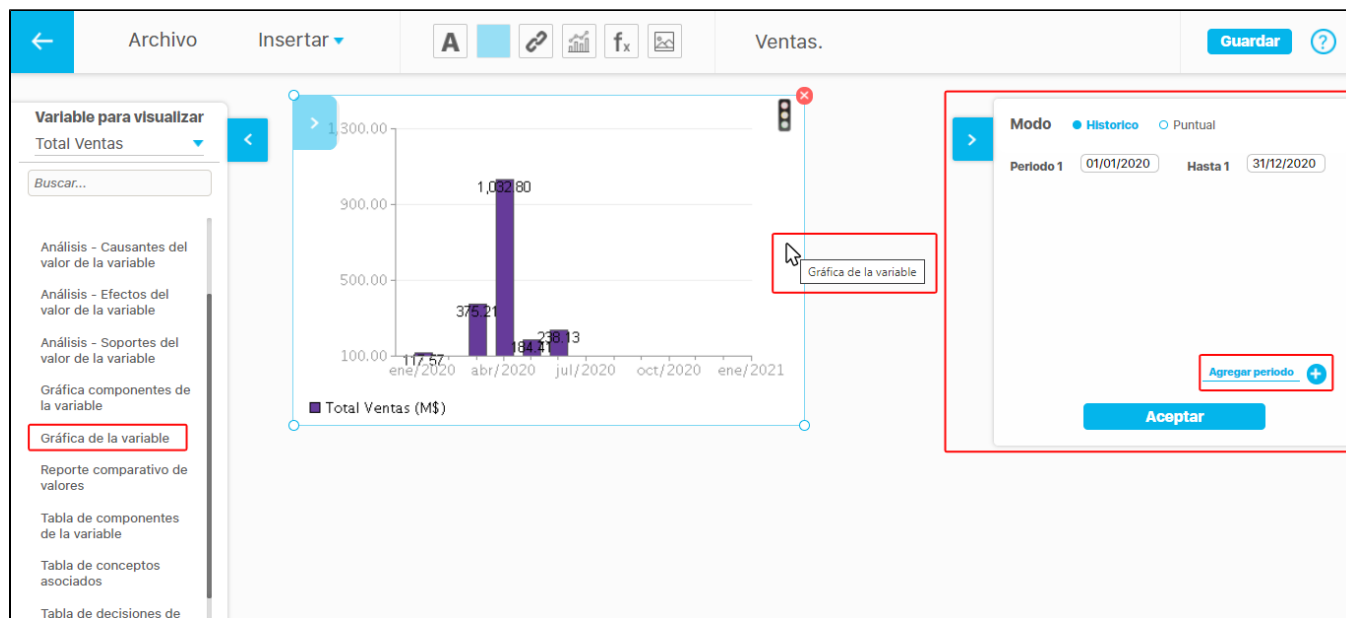 Archivo
Insertar
A
fx
Ventas.
Guardar
?
Variable para visualizar
Total Ventas
Buscar...
Análisis - Causantes del
valor de la variable
Análisis - Efectos del
valor de la variable
Análisis - Soportes del
valor de la variable
Gráfica componentes de
la variable
Gráfica de la variable
Reporte comparativo de
valores
Tabla de componentes
de la variable
Tabla de conceptos
asociados
Tabla de decisiones de
1,300.00
900.00
500.00
100.00
1,032.80
375.21
238.13
184.41
117.57
ene/2020 abr/2020 jul/2020 oct/2020 ene/2021
Total Ventas (M$)
Gráfica de la variable
Modo Historico Puntual
Periodo 1 01/01/2020 Hasta 1 31/12/2020
Agregar periodo
Aceptar